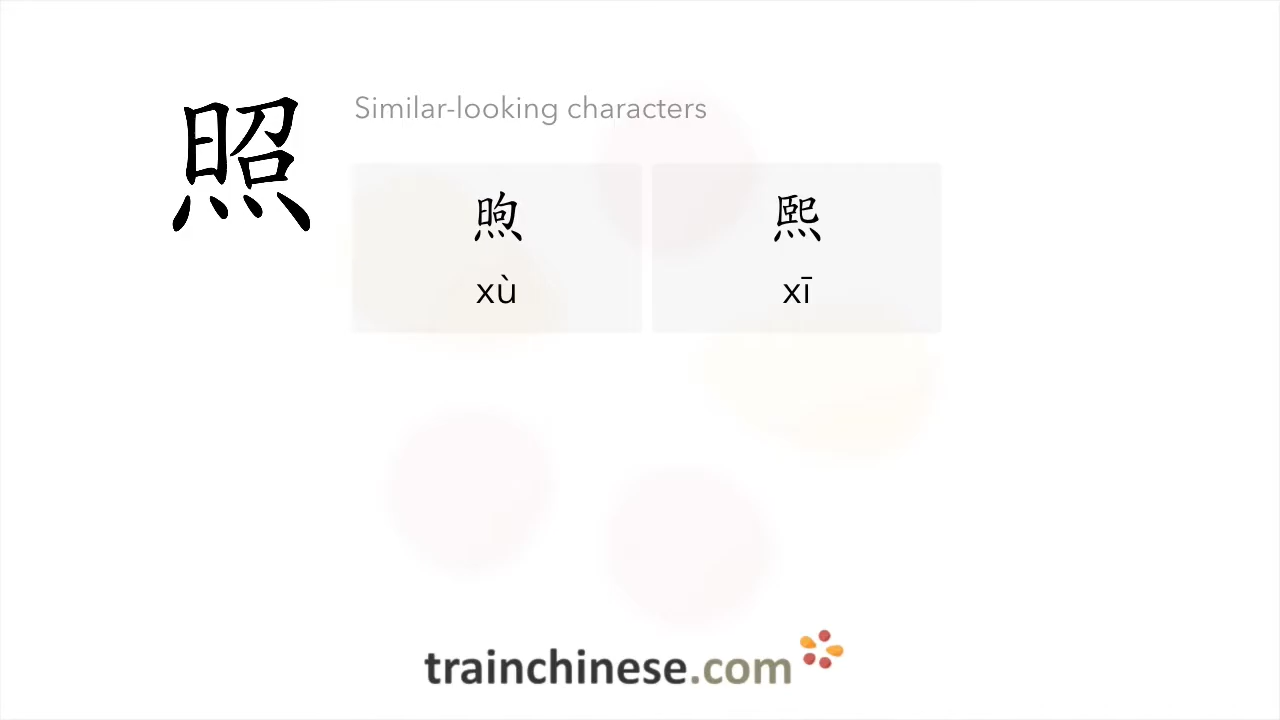 照
Similar-looking characters
煦 熙
xù xī
trainchinese.com